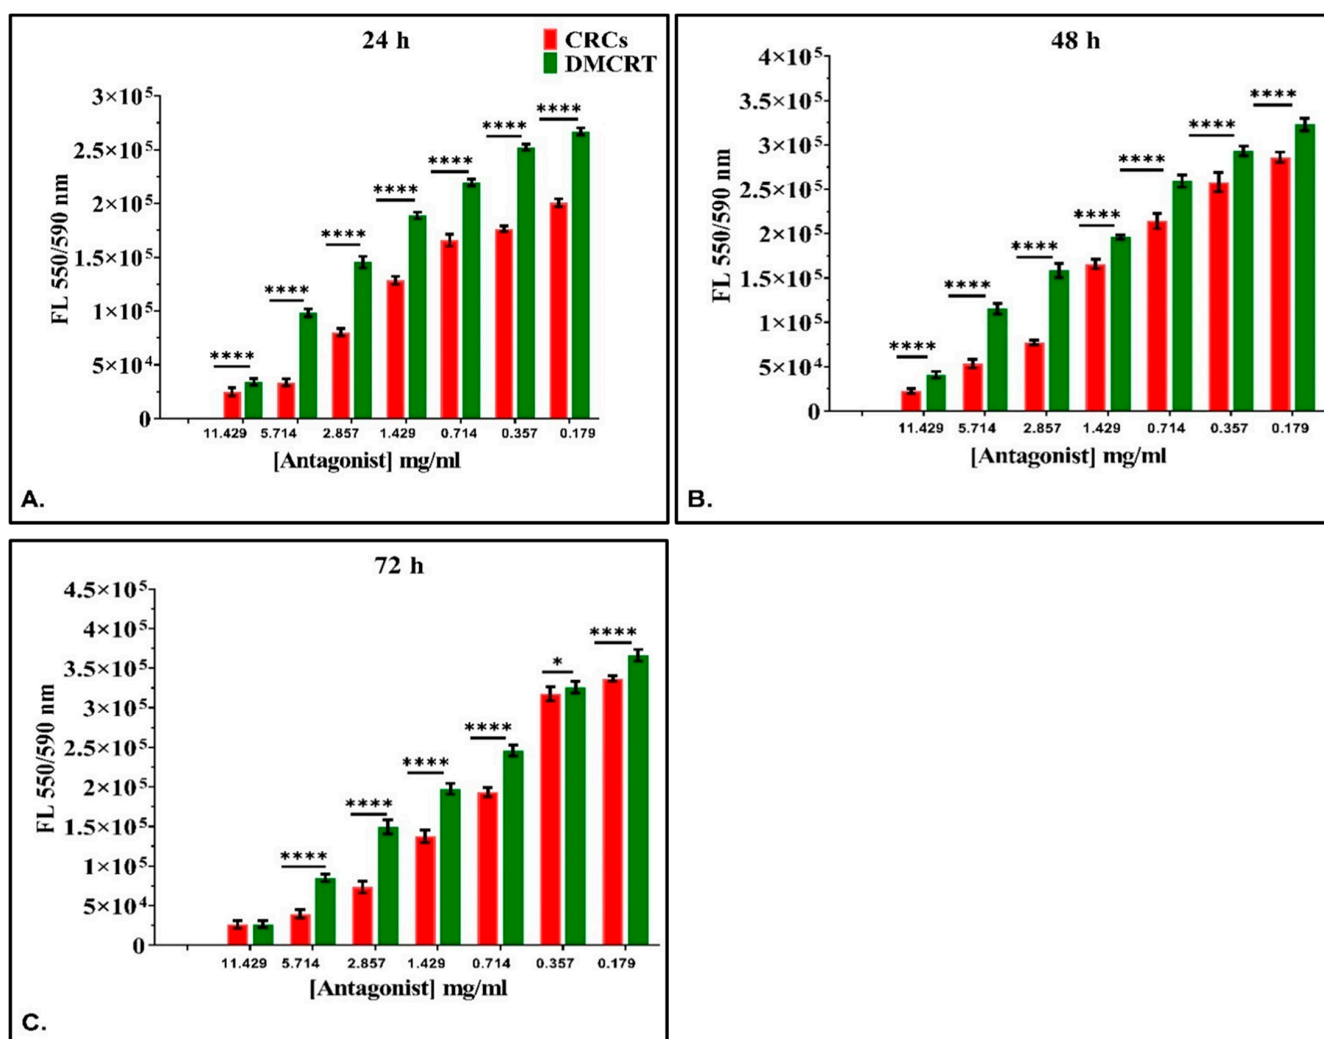 24 h
CRCs
DMCRT
3×10⁵
2.5×10⁵
2×10⁵
1.5×10⁵
1×10⁵
5×10⁴
0
FL 550/590 nm
****
****
****
****
****
****
****
11.429 5.714 2.857 1.429 0.714 0.357 0.179
[Antagonist] mg/ml
A.
48 h
4×10⁵
3.5×10⁵
3×10⁵
2.5×10⁵
2×10⁵
1.5×10⁵
1×10⁵
5×10⁴
0
FL 550/590 nm
****
****
****
****
****
****
****
11.429 5.714 2.857 1.429 0.714 0.357 0.179
[Antagonist] mg/ml
B.
72 h
4.5×10⁵
4×10⁵
3.5×10⁵
3×10⁵
2.5×10⁵
2×10⁵
1.5×10⁵
1×10⁵
5×10⁴
0
FL 550/590 nm
****
****
****
****
*
****
11.429 5.714 2.857 1.429 0.714 0.357 0.179
[Antagonist] mg/ml
C.